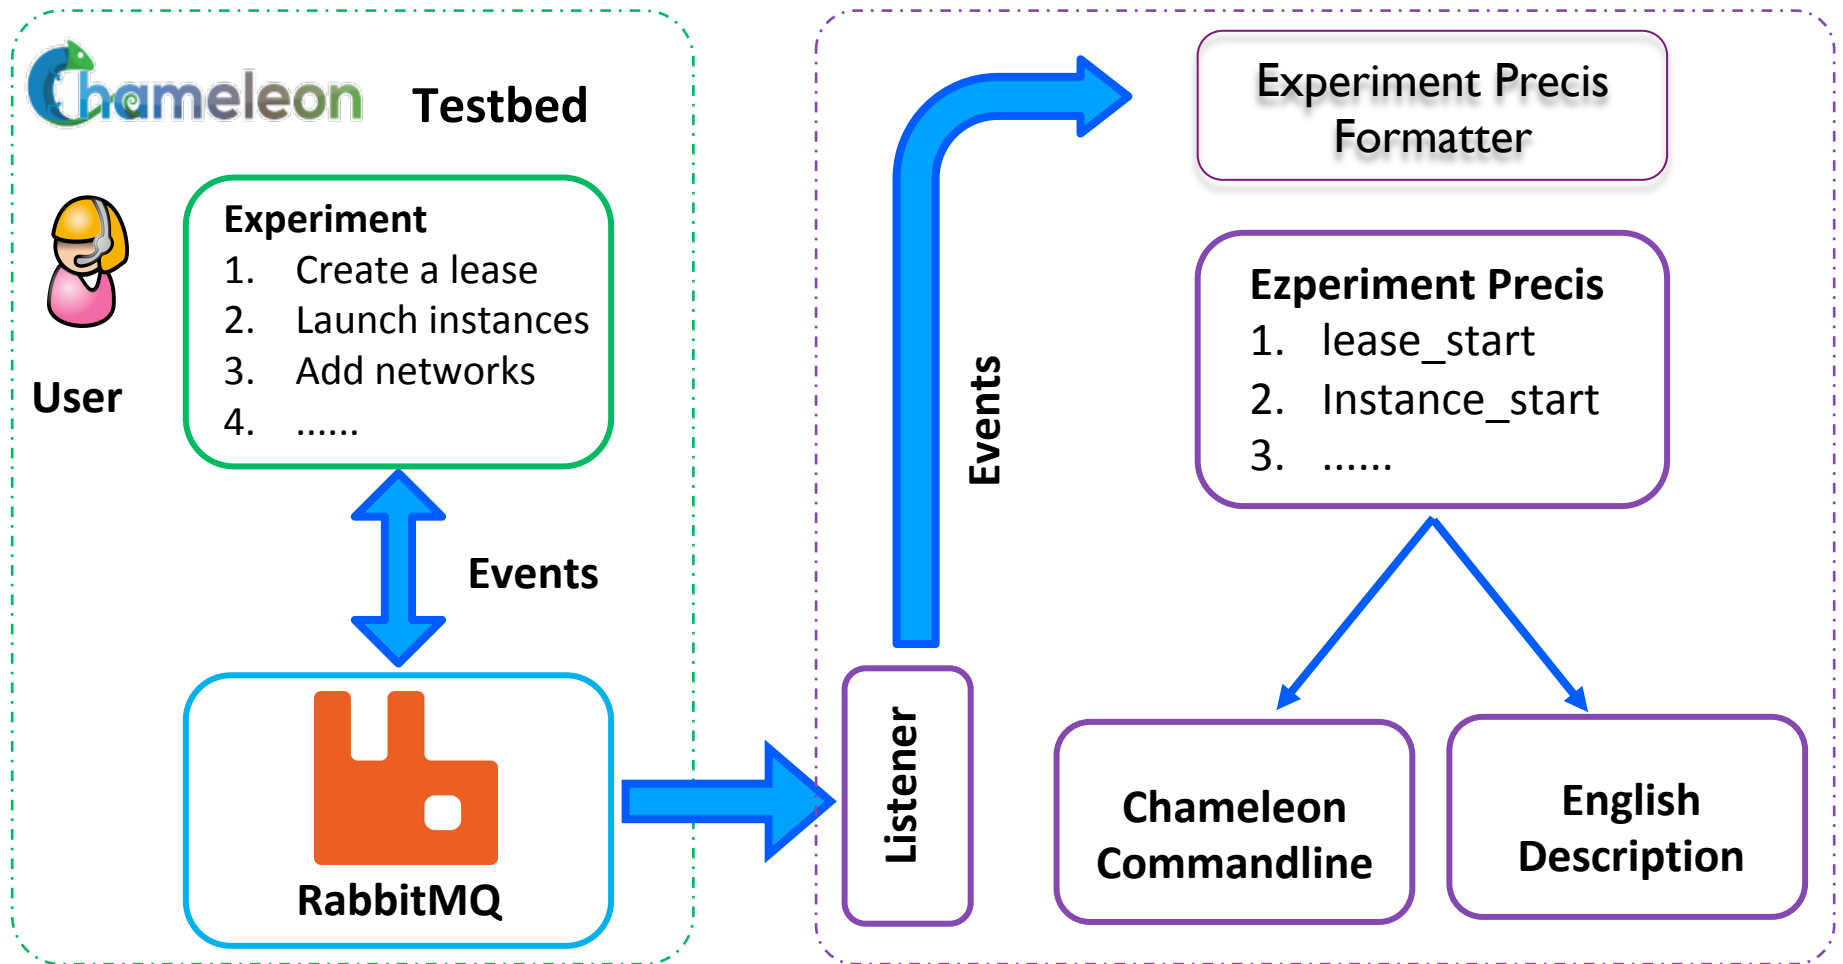 Chameleon Testbed
User
Experiment
1. Create a lease
2. Launch instances
3. Add networks
4. ......
Events
RabbitMQ
Listener
Events
Experiment Precis
Formatter
Ezperiment Precis
1. lease_start
2. Instance_start
3. ......
Chameleon
Commandline
English
Description